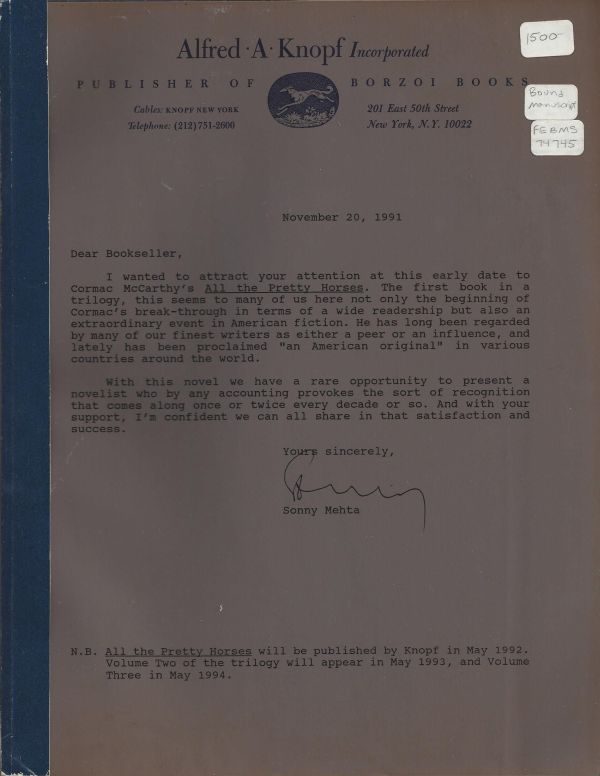 Alfred · A · Knopf Incorporated
PUBLISHER OF BORZOI BOOKS
Cables: KNOPF NEW YORK
Telephone: (212)751-2600
201 East 50th Street
New York, N.Y. 10022
1500-
Bound
manuscript
FEBMS
74745
November 20, 1991
Dear Bookseller,
I wanted to attract your attention at this early date to
Cormac McCarthy's All the Pretty Horses. The first book in a
trilogy, this seems to many of us here not only the beginning of
Cormac's break-through in terms of a wide readership but also an
extraordinary event in American fiction. He has long been regarded
by many of our finest writers as either a peer or an influence, and
lately has been proclaimed "an American original" in various
countries around the world.
With this novel we have a rare opportunity to present a
novelist who by any accounting provokes the sort of recognition
that comes along once or twice every decade or so. And with your
support, I'm confident we can all share in that satisfaction and
success.
Yours sincerely,
Sonny Mehta
N.B. All the Pretty Horses will be published by Knopf in May 1992.
Volume Two of the trilogy will appear in May 1993, and Volume
Three in May 1994.